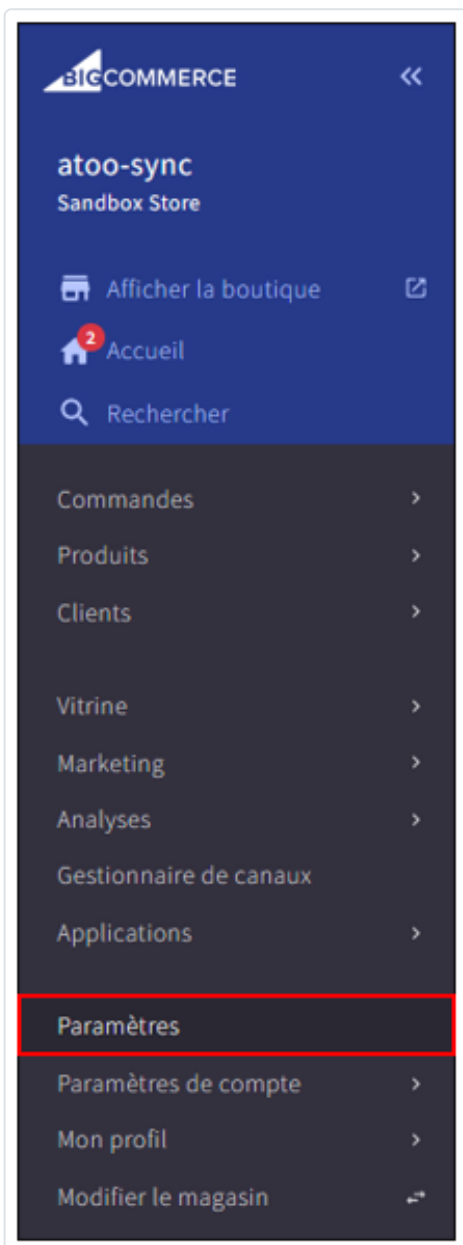 BIGCOMMERCE
atoo-sync
Sandbox Store
Afficher la boutique
2
Accueil
Rechercher
Commandes
Produits
Clients
Vitrine
Marketing
Analyses
Gestionnaire de canaux
Applications
Paramètres
Paramètres de compte
Mon profil
Modifier le magasin